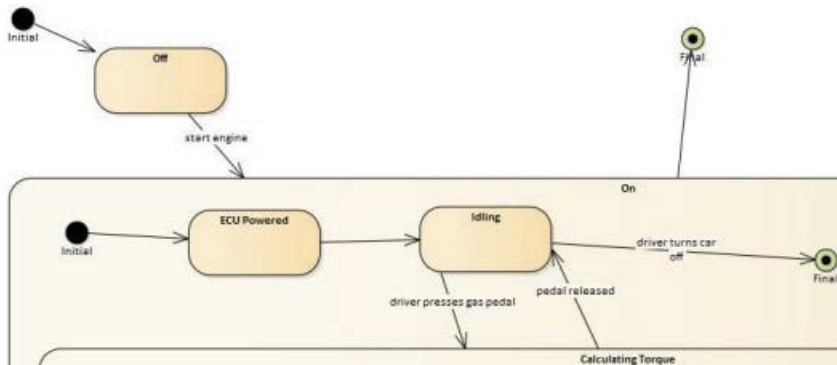 Initial
Off
Final
start engine
On
ECU Powered
Idling
Initial
driver turns car
off
Final
driver presses gas pedal
pedal released
Calculating Torque